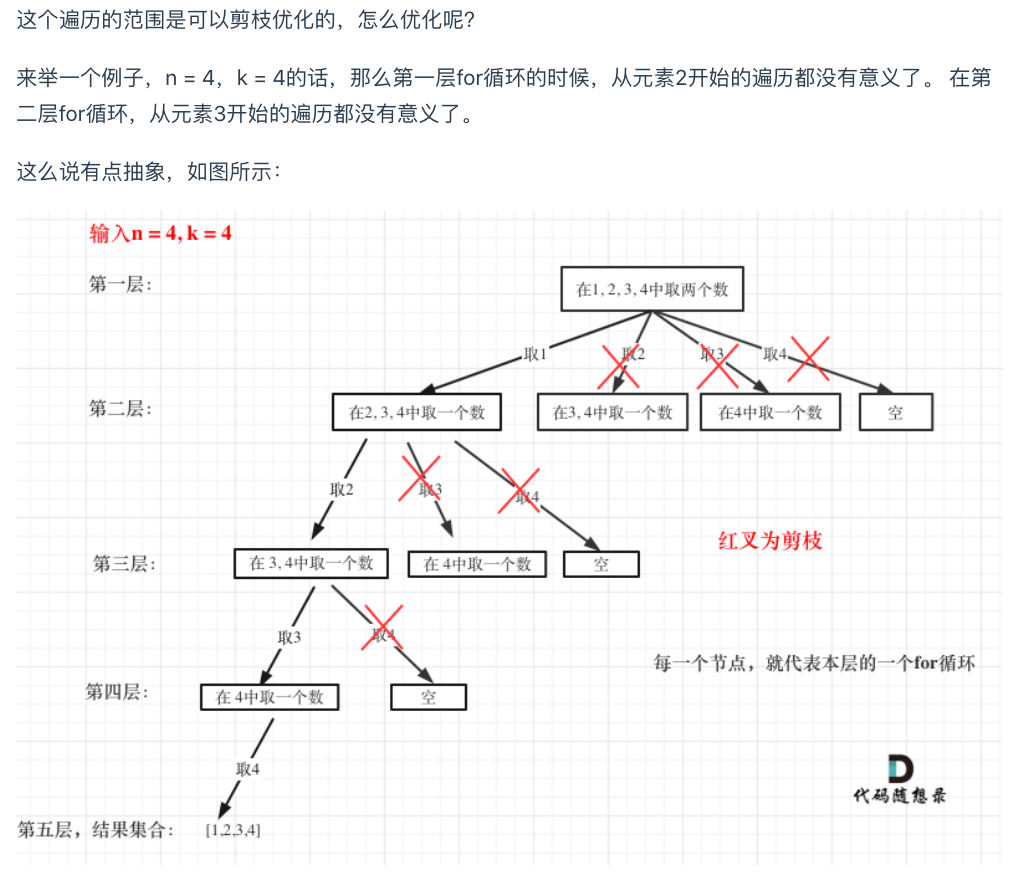 这个遍历的范围是可以剪枝优化的，怎么优化呢？
来举一个例子，n = 4，k = 4的话，那么第一层for循环的时候，从元素2开始的遍历都没有意义了。 在第
二层for循环，从元素3开始的遍历都没有意义了。
这么说有点抽象，如图所示：
输入n = 4, k = 4
第一层：
在1, 2, 3, 4中取两个数
取1
取2
取3
取4
第二层：
在2, 3, 4中取一个数
在3, 4中取一个数
在4中取一个数
空
取2
取3
取4
红叉为剪枝
第三层：
在 3, 4中取一个数
在 4中取一个数
空
取3
取4
每一个节点，就代表本层的一个for循环
第四层：
在 4中取一个数
空
取4
代码随想录
第五层，结果集合：
[1,2,3,4]